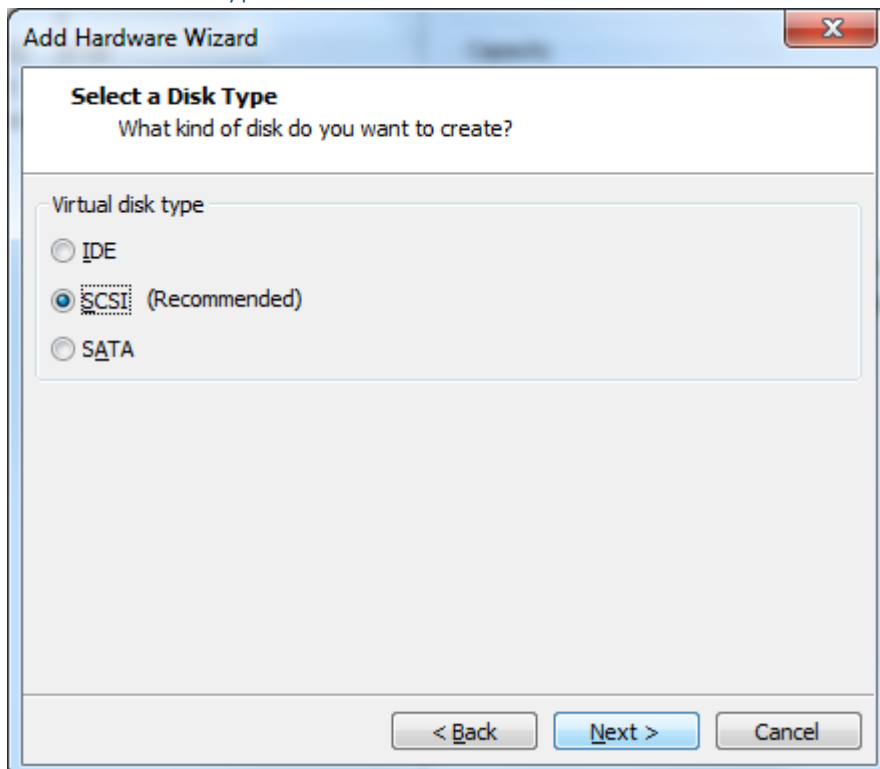 Add Hardware Wizard
Select a Disk Type
What kind of disk do you want to create?
Virtual disk type
IDE
SCSI (Recommended)
SATA
< Back Next > Cancel